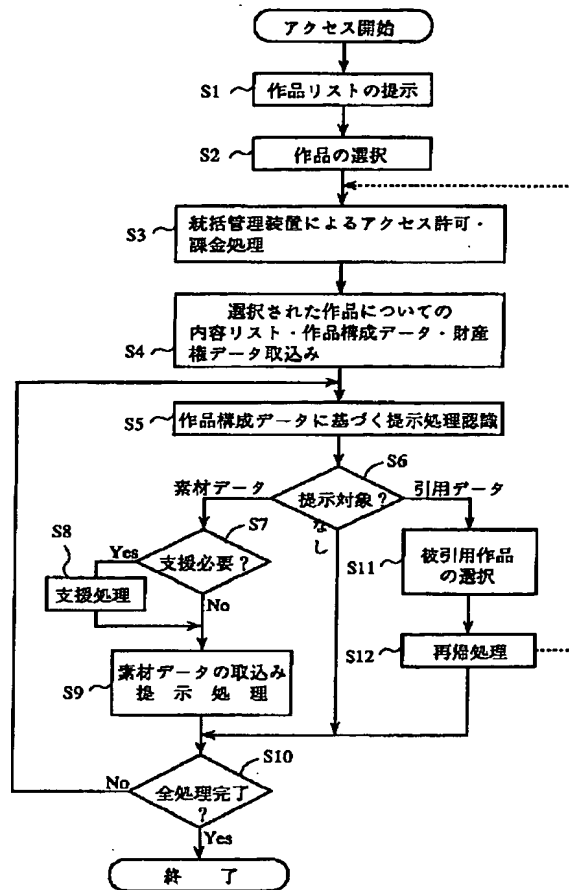 アクセス開始
S1
作品リストの提示
S2
作品の選択
S3
統括管理装置によるアクセス許可・
課金処理
S4
選択された作品についての
内容リスト・作品構成データ・財産
権データ取込み
S5
作品構成データに基づく提示処理認識
S6
提示対象?
素材データ
なし
引用データ
S7
支援必要?
Yes
No
S8
支援処理
S9
素材データの取込み
提示処理
S11
被引用作品
の選択
S12
再帰処理
S10
全処理完了
?
No
Yes
終了